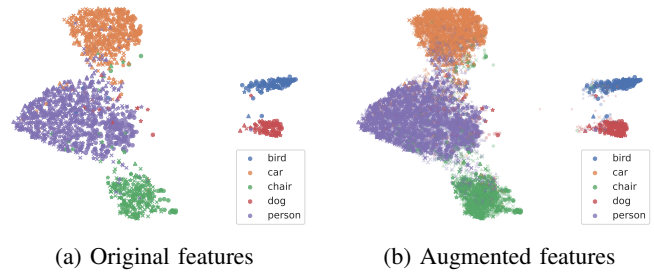 bird
car
chair
dog
person
bird
car
chair
dog
person
(a) Original features
(b) Augmented features